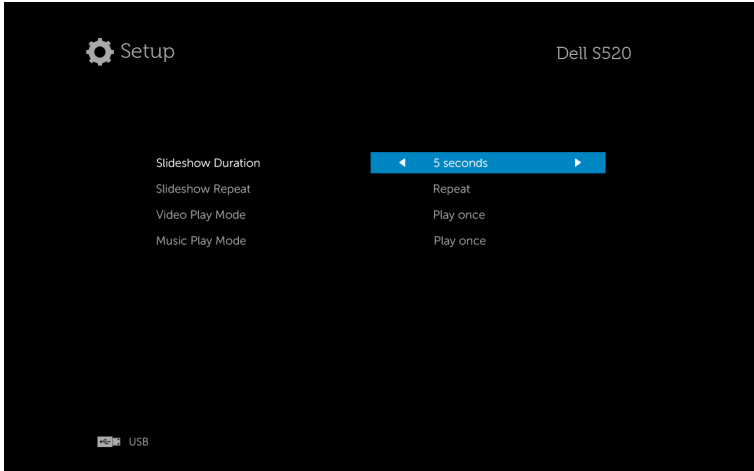 Setup Dell S520
Slideshow Duration 5 seconds
Slideshow Repeat Repeat
Video Play Mode Play once
Music Play Mode Play once
USB